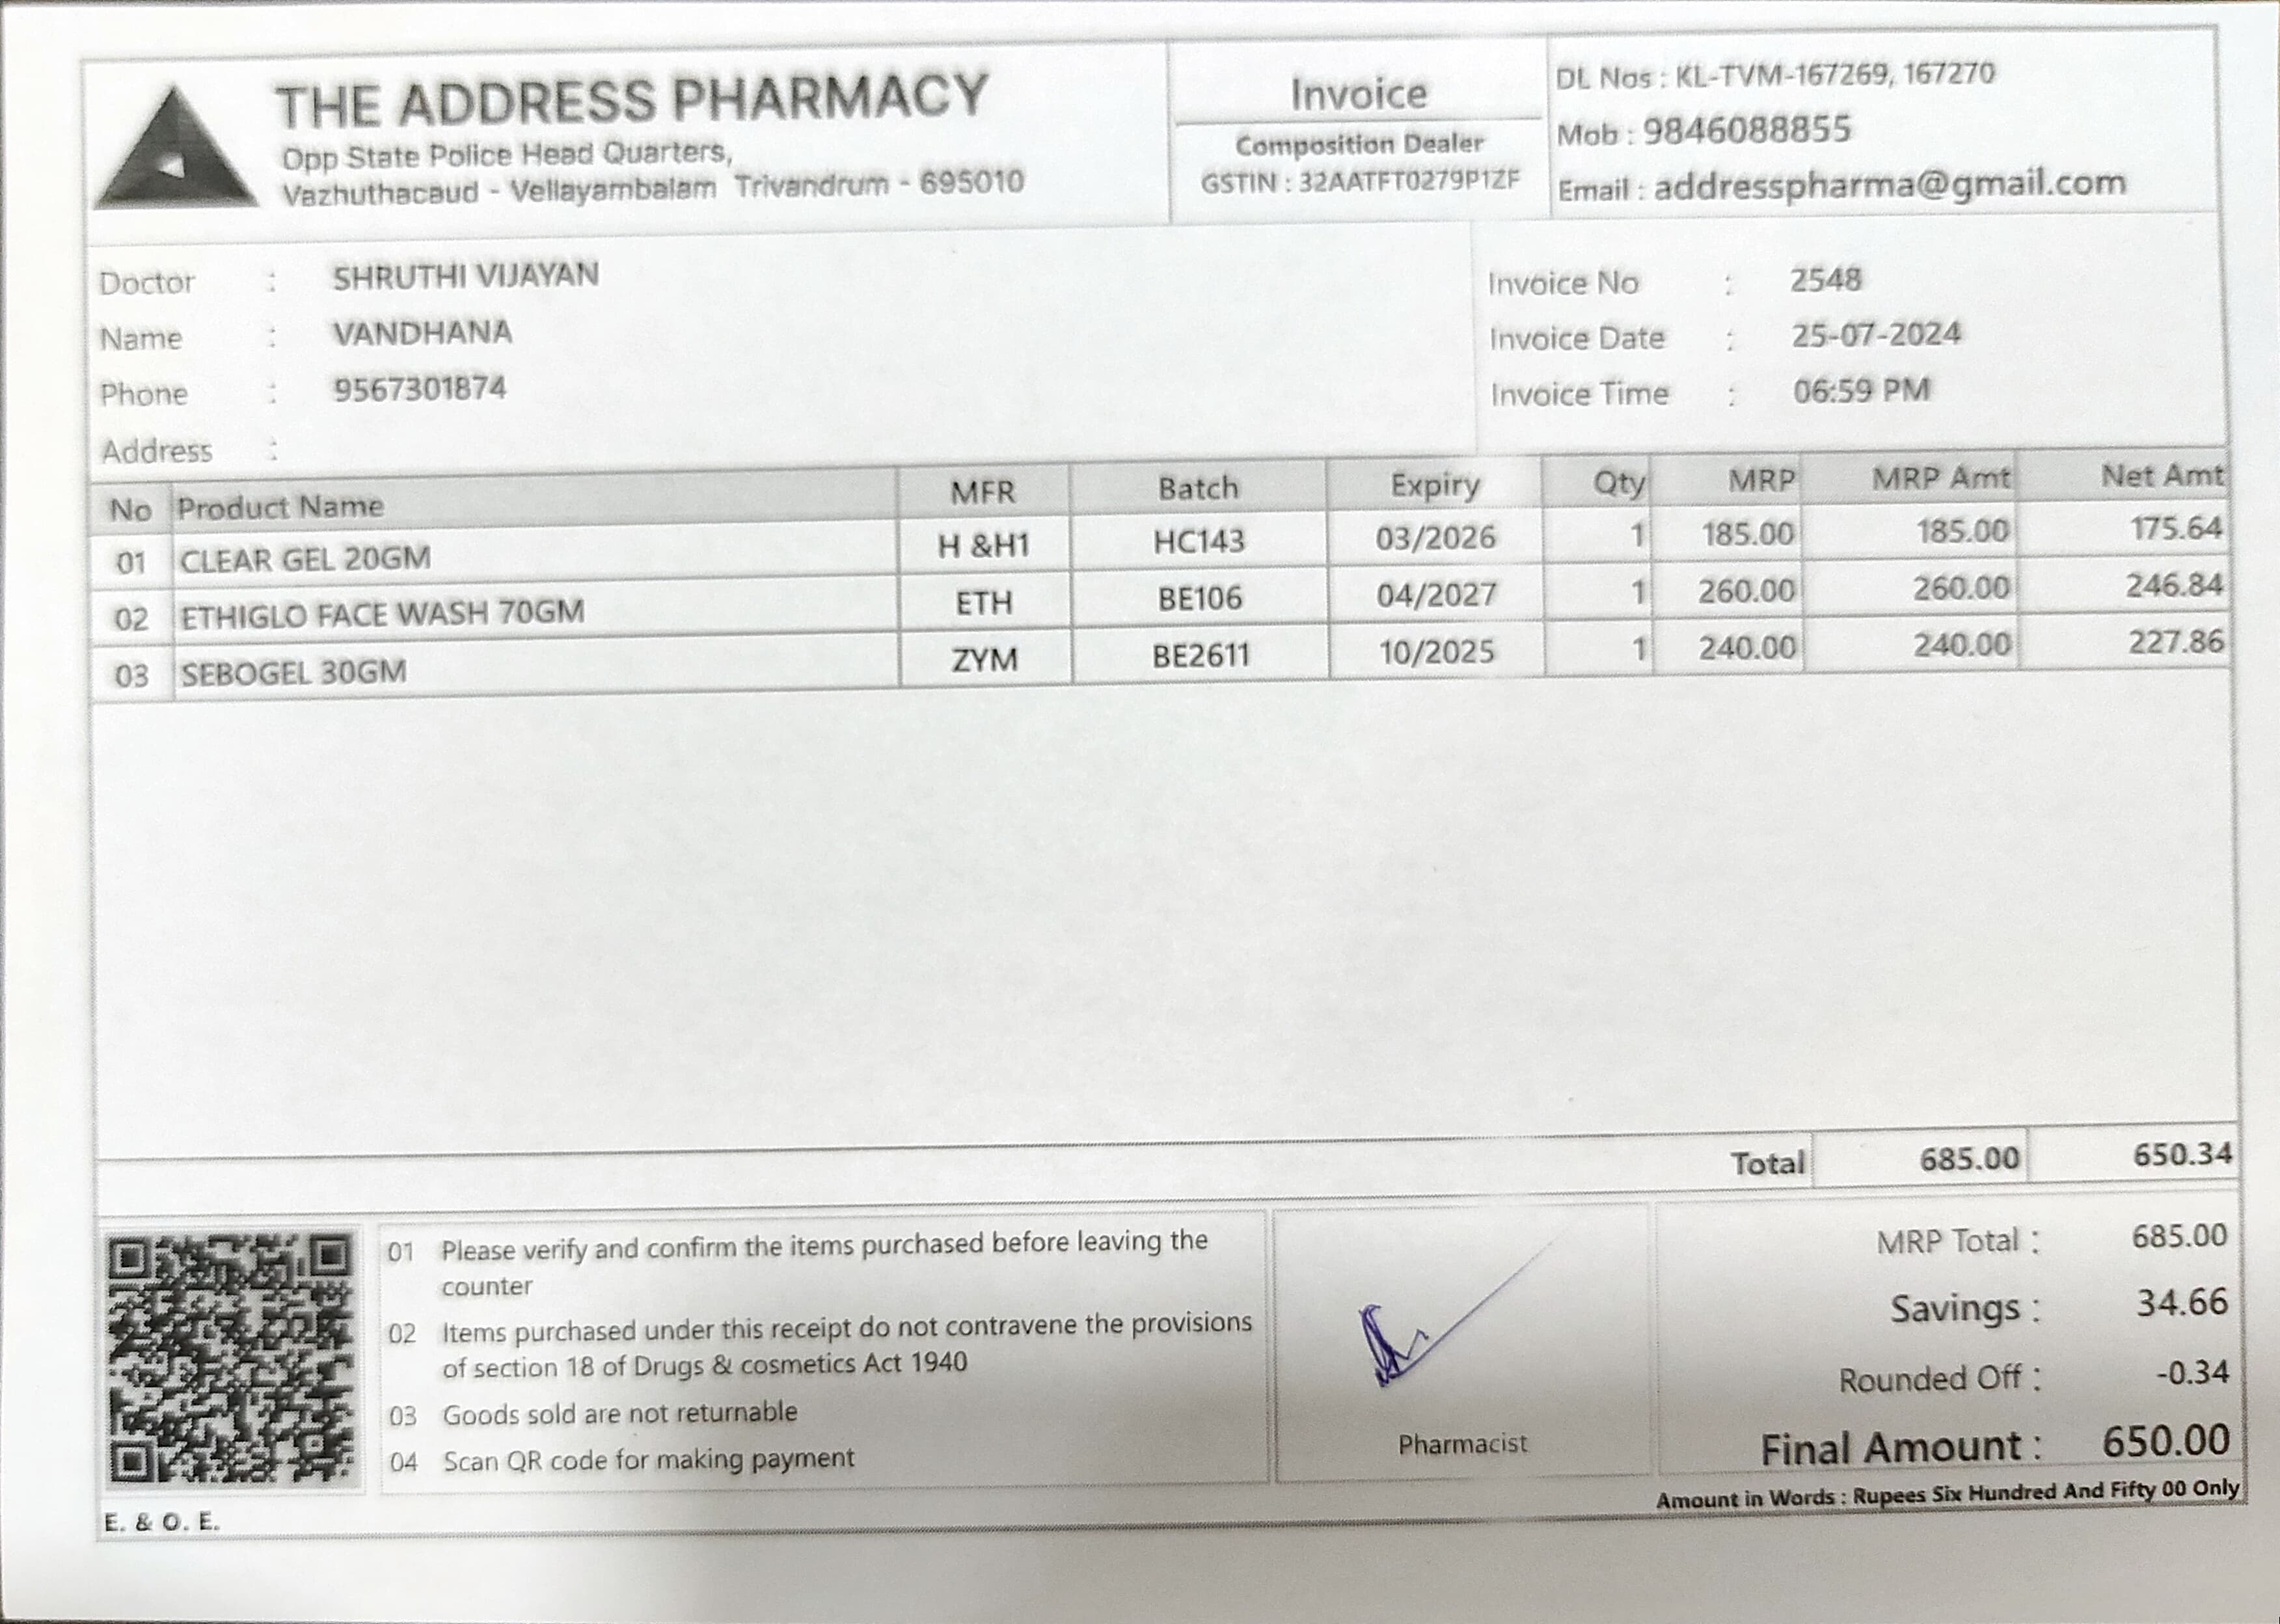 THE ADDRESS PHARMACY
Opp State Police Head Quarters,
Vazhuthacaud - Vellayambalam Trivandrum - 695010
Invoice
Composition Dealer
GSTIN : 32AATFT0279P1ZF
DL Nos : KL-TVM-167269, 167270
Mob : 9846088855
Email : addresspharma@gmail.com
Doctor : SHRUTHI VIJAYAN
Name : VANDHANA
Phone : 9567301874
Address :
Invoice No : 2548
Invoice Date : 25-07-2024
Invoice Time : 06:59 PM
No Product Name MFR Batch Expiry Qty MRP MRP Amt Net Amt
01 CLEAR GEL 20GM H &H1 HC143 03/2026 1 185.00 185.00 175.64
02 ETHIGLO FACE WASH 70GM ETH BE106 04/2027 1 260.00 260.00 246.84
03 SEBOGEL 30GM ZYM BE2611 10/2025 1 240.00 240.00 227.86
Total 685.00 650.34
01 Please verify and confirm the items purchased before leaving the
counter
02 Items purchased under this receipt do not contravene the provisions
of section 18 of Drugs & cosmetics Act 1940
03 Goods sold are not returnable
04 Scan QR code for making payment
Pharmacist
MRP Total : 685.00
Savings : 34.66
Rounded Off : -0.34
Final Amount : 650.00
Amount in Words : Rupees Six Hundred And Fifty 00 Only
E. & O. E.